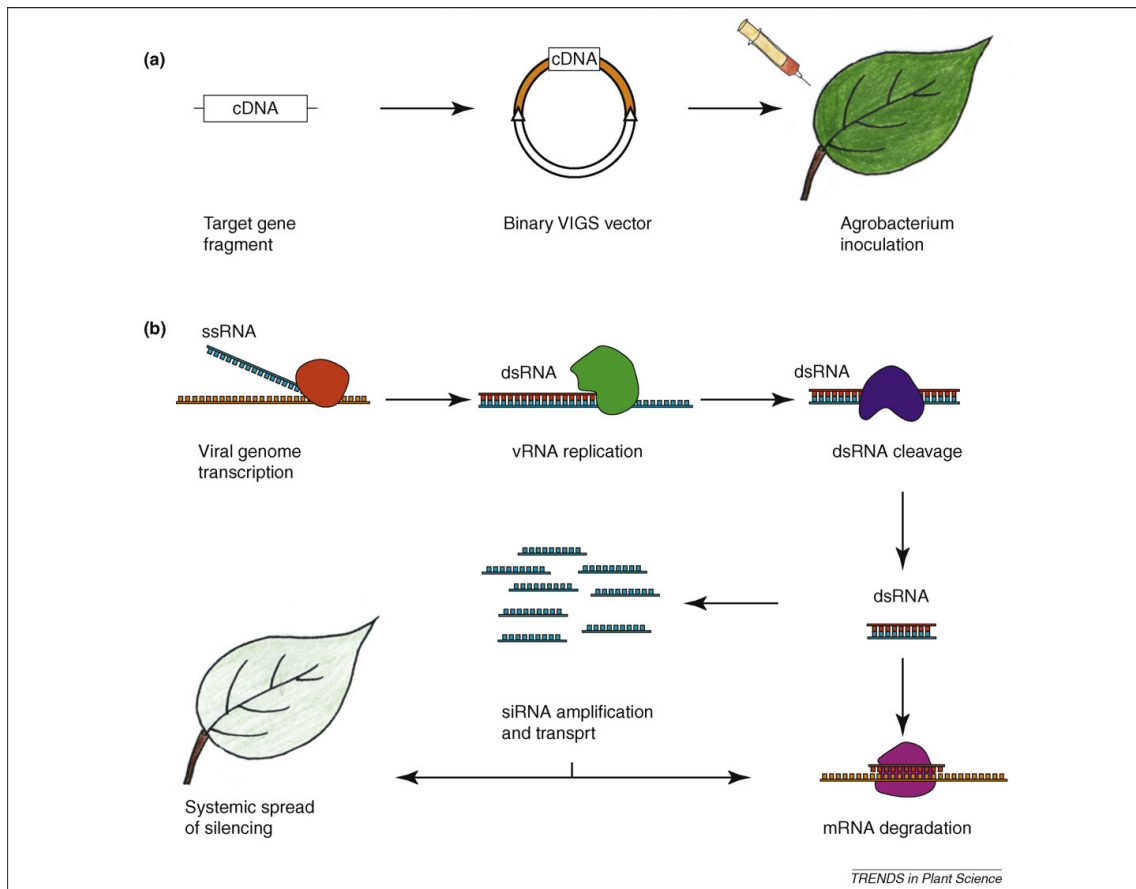 (a)
cDNA
cDNA
Target gene
fragment
Binary VIGS vector
Agrobacterium
inoculation
(b)
ssRNA
dsRNA
dsRNA
Viral genome
transcription
vRNA replication
dsRNA cleavage
dsRNA
siRNA amplification
and transprt
Systemic spread
of silencing
mRNA degradation
TRENDS in Plant Science